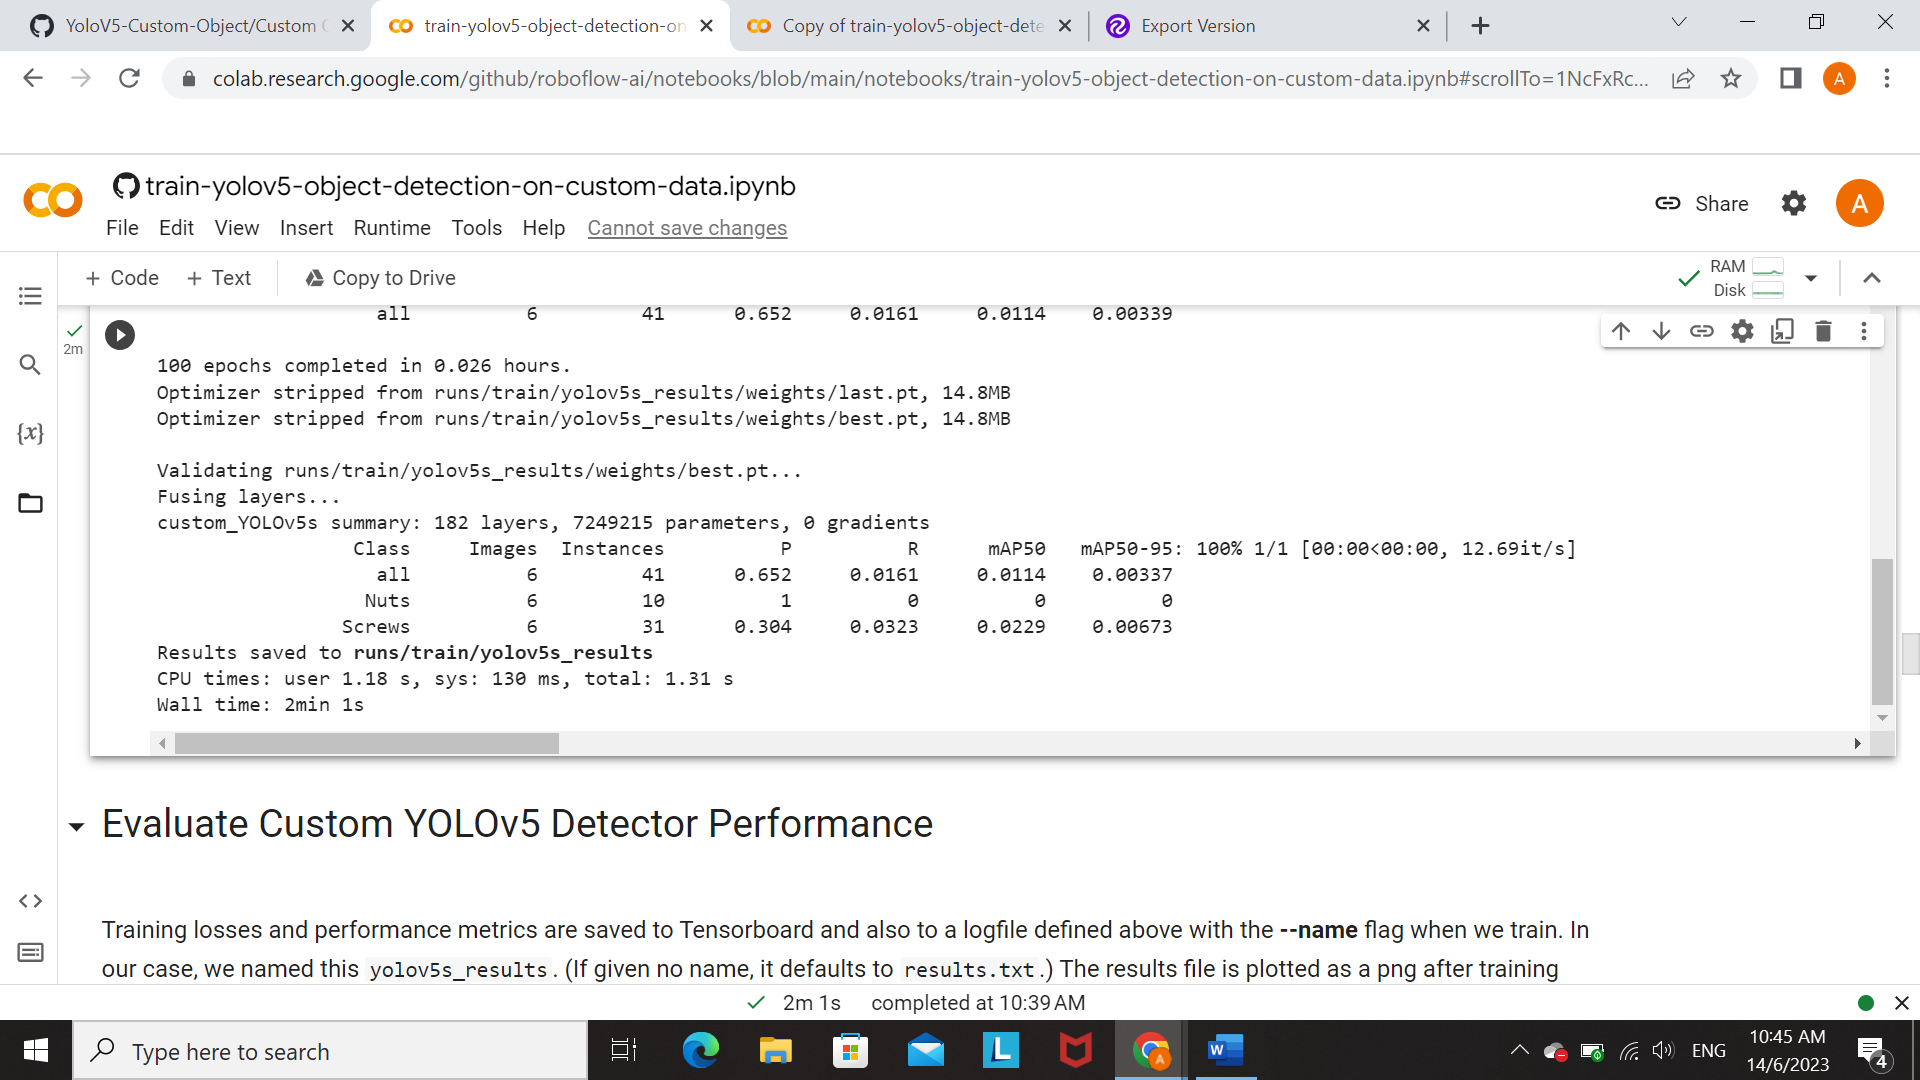 YoloV5-Custom-Object/Custom
train-yolov5-object-detection-on
Copy of train-yolov5-object-dete
Export Version
colab.research.google.com/github/roboflow-ai/notebooks/blob/main/notebooks/train-yolov5-object-detection-on-custom-data.ipynb#scrollTo=1NcFxRc...
A
train-yolov5-object-detection-on-custom-data.ipynb
File Edit View Insert Runtime Tools Help Cannot save changes
Share
A
+ Code + Text Copy to Drive
RAM
Disk
all 6 41 0.652 0.0161 0.0114 0.00339
2m
100 epochs completed in 0.026 hours.
Optimizer stripped from runs/train/yolov5s_results/weights/last.pt, 14.8MB
Optimizer stripped from runs/train/yolov5s_results/weights/best.pt, 14.8MB
Validating runs/train/yolov5s_results/weights/best.pt...
Fusing layers...
custom_YOLOv5s summary: 182 layers, 7249215 parameters, 0 gradients
Class Images Instances P R mAP50 mAP50-95: 100% 1/1 [00:00<00:00, 12.69it/s]
all 6 41 0.652 0.0161 0.0114 0.00337
Nuts 6 10 1 0 0 0
Screws 6 31 0.304 0.0323 0.0229 0.00673
Results saved to runs/train/yolov5s_results
CPU times: user 1.18 s, sys: 130 ms, total: 1.31 s
Wall time: 2min 1s
Evaluate Custom YOLOv5 Detector Performance
Training losses and performance metrics are saved to Tensorboard and also to a logfile defined above with the --name flag when we train. In
our case, we named this yolov5s_results. (If given no name, it defaults to results.txt.) The results file is plotted as a png after training
2m 1s completed at 10:39 AM
Type here to search
ENG
10:45 AM
14/6/2023
4